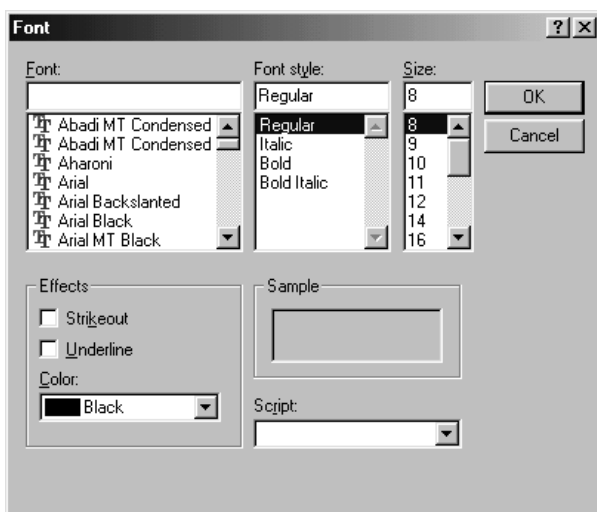 Font
Font:
Font style:
Size:
Regular
8
OK
Cancel
Abadi MT Condensed
Abadi MT Condensed
Aharoni
Arial
Arial Backslanted
Arial Black
Arial MT Black
Regular
Italic
Bold
Bold Italic
8
9
10
11
12
14
16
Effects
Strikeout
Underline
Color:
Black
Sample
Script: